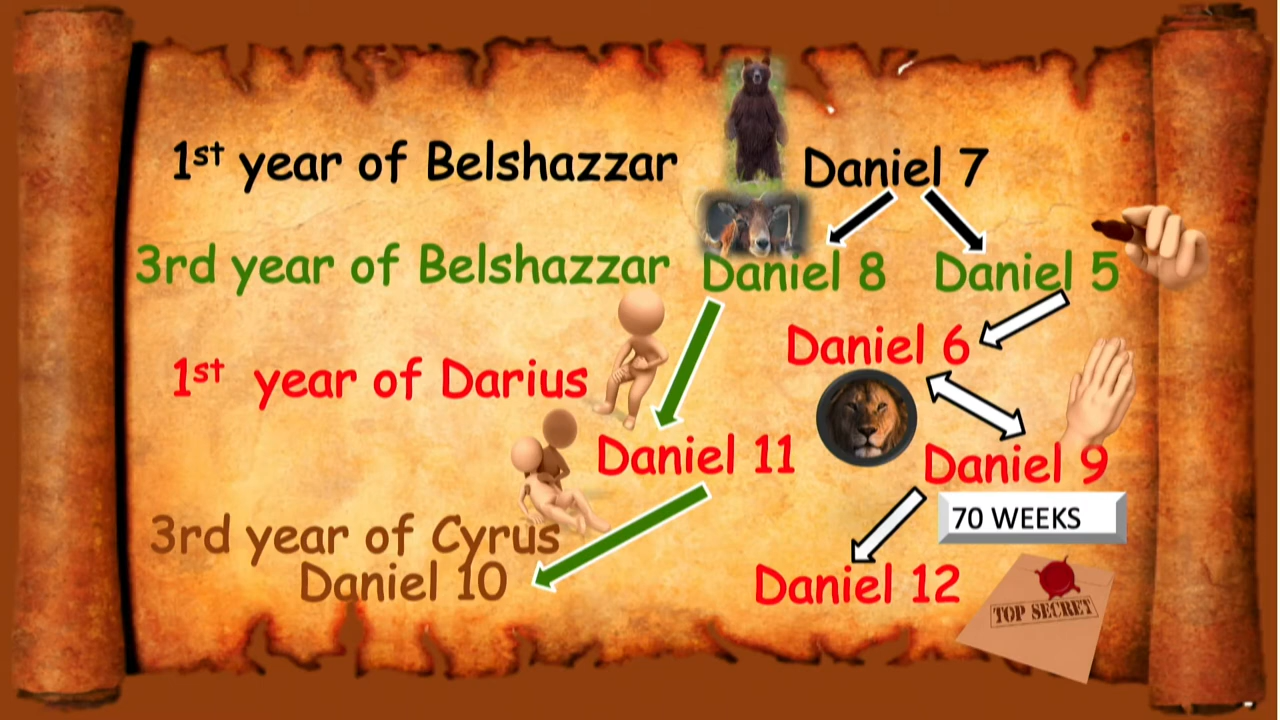 1st year of Belshazzar
Daniel 7
3rd year of Belshazzar
Daniel 8
Daniel 5
Daniel 6
1st year of Darius
Daniel 11
Daniel 9
70 WEEKS
3rd year of Cyrus
Daniel 10
Daniel 12
TOP SECRET